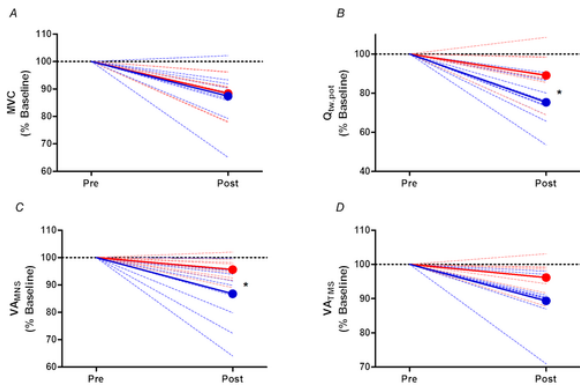 A
110
100
90
80
70
60
MVC
(% Baseline)
Pre
Post
B
100
80
60
40
Qtw.pot
(% Baseline)
*
Pre
Post
C
110
100
90
80
70
60
VAMNS
(% Baseline)
*
Pre
Post
D
110
100
90
80
70
VATMS
(% Baseline)
Pre
Post